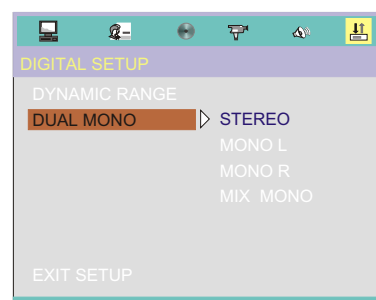 DIGITAL SETUP
DYNAMIC RANGE
DUAL MONO STEREO
MONO L
MONO R
MIX MONO
EXIT SETUP